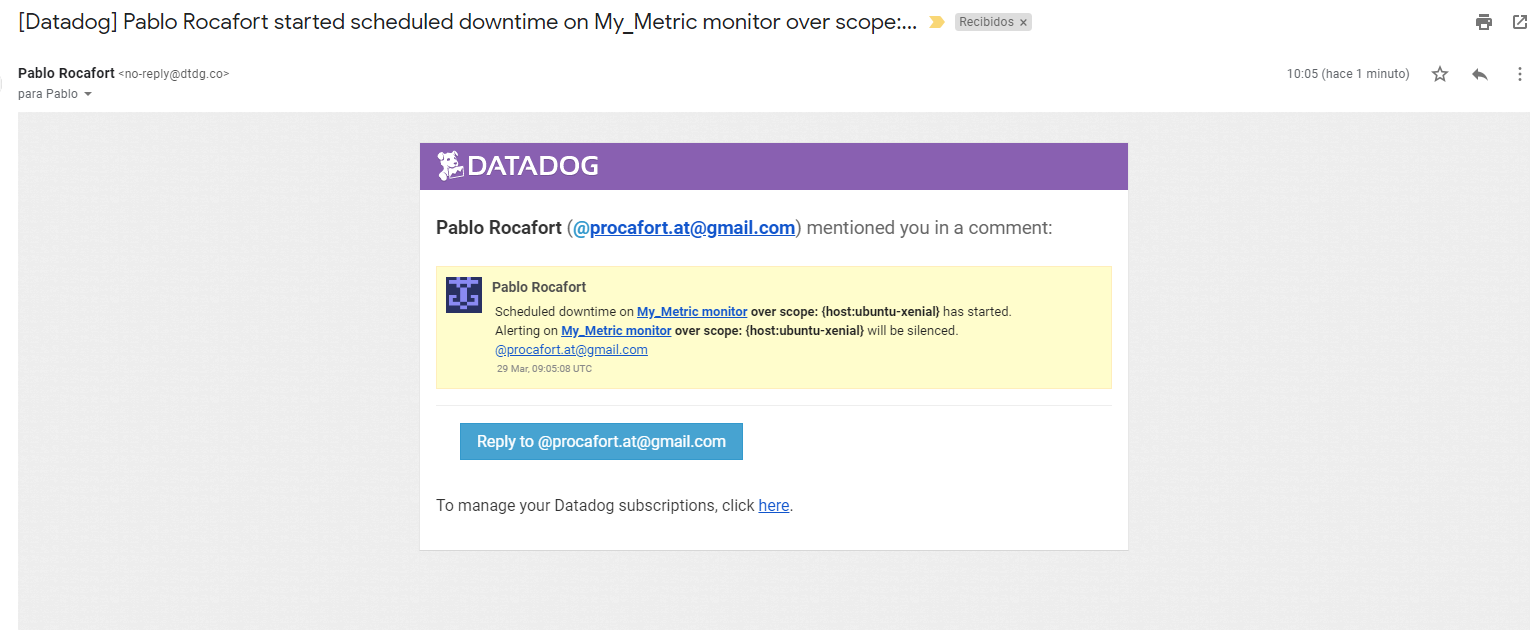 [Datadog] Pablo Rocafort started scheduled downtime on My_Metric monitor over scope:... Recibidos x
Pablo Rocafort <no-reply@dtdg.co> 10:05 (hace 1 minuto)
para Pablo
DATADOG
Pablo Rocafort (@procafort.at@gmail.com) mentioned you in a comment:
Pablo Rocafort
Scheduled downtime on My_Metric monitor over scope: {host:ubuntu-xenial} has started.
Alerting on My_Metric monitor over scope: {host:ubuntu-xenial} will be silenced.
@procafort.at@gmail.com
29 Mar, 09:05:08 UTC
Reply to @procafort.at@gmail.com
To manage your Datadog subscriptions, click here.